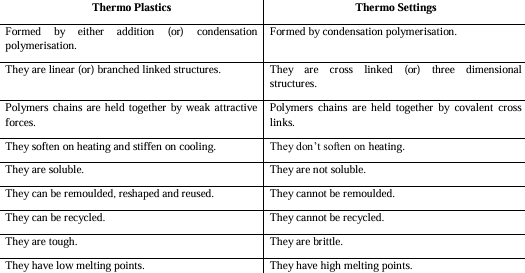 Thermo Plastics
Thermo Settings
Formed by either addition (or) condensation
polymerisation.
Formed by condensation polymerisation.
They are linear (or) branched linked structures.
They are cross linked (or) three dimensional
structures.
Polymers chains are held together by weak attractive
forces.
Polymers chains are held together by covalent cross
links.
They soften on heating and stiffen on cooling.
They don't soften on heating.
They are soluble.
They are not soluble.
They can be remoulded, reshaped and reused.
They cannot be remoulded.
They can be recycled.
They cannot be recycled.
They are tough.
They are brittle.
They have low melting points.
They have high melting points.